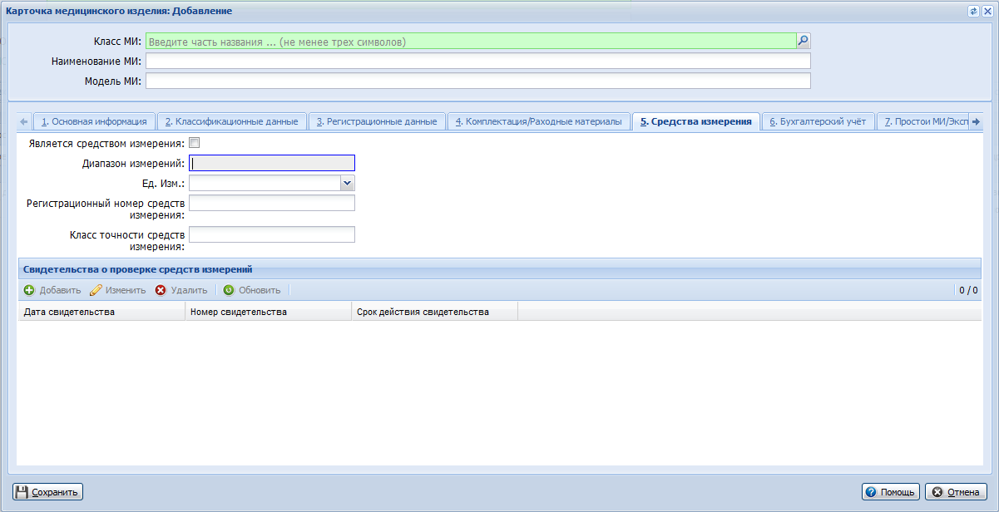 Карточка медицинского изделия: Добавление
Класс МИ: Введите часть названия ... (не менее трех символов)
Наименование МИ:
Модель МИ:
1. Основная информация 2. Классификационные данные 3. Регистрационные данные 4. Комплектация/Раходные материалы 5. Средства измерения 6. Бухгалтерский учёт 7. Простои МИ/Эксп
Является средством измерения:
Диапазон измерений:
Ед. Изм.:
Регистрационный номер средств
измерения:
Класс точности средств
измерения:
Свидетельства о проверке средств измерений
Добавить Изменить Удалить Обновить 0 / 0
Дата свидетельства Номер свидетельства Срок действия свидетельства
Сохранить Помощь Отмена